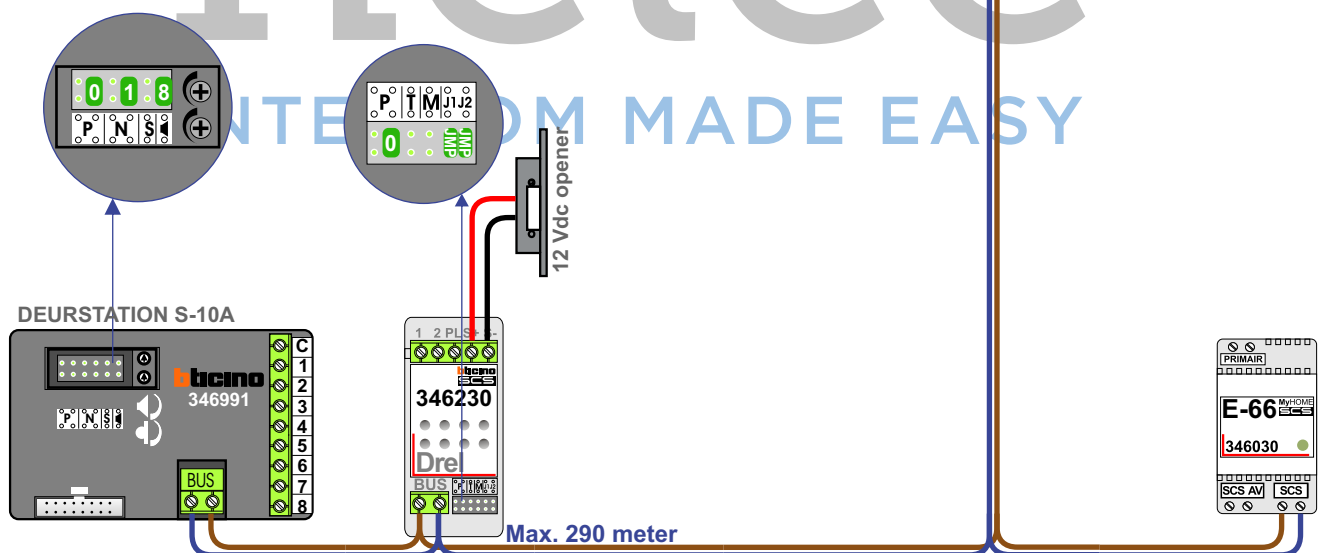 0 1 8
P N S
P T M J1 J2
0 JMP JMP
MADE EASY
12 Vdc opener
DEURSTATION S-10A
bticino
346991
P N S
C
1
2
3
4
5
6
7
8
BUS
1 2 PL S+ S-
bticino
SCS
346230
Drel
BUS
P T M J1 J2
Max. 290 meter
PRIMAIR
E-66 MyHOME
SCS
346030
SCS AV SCS